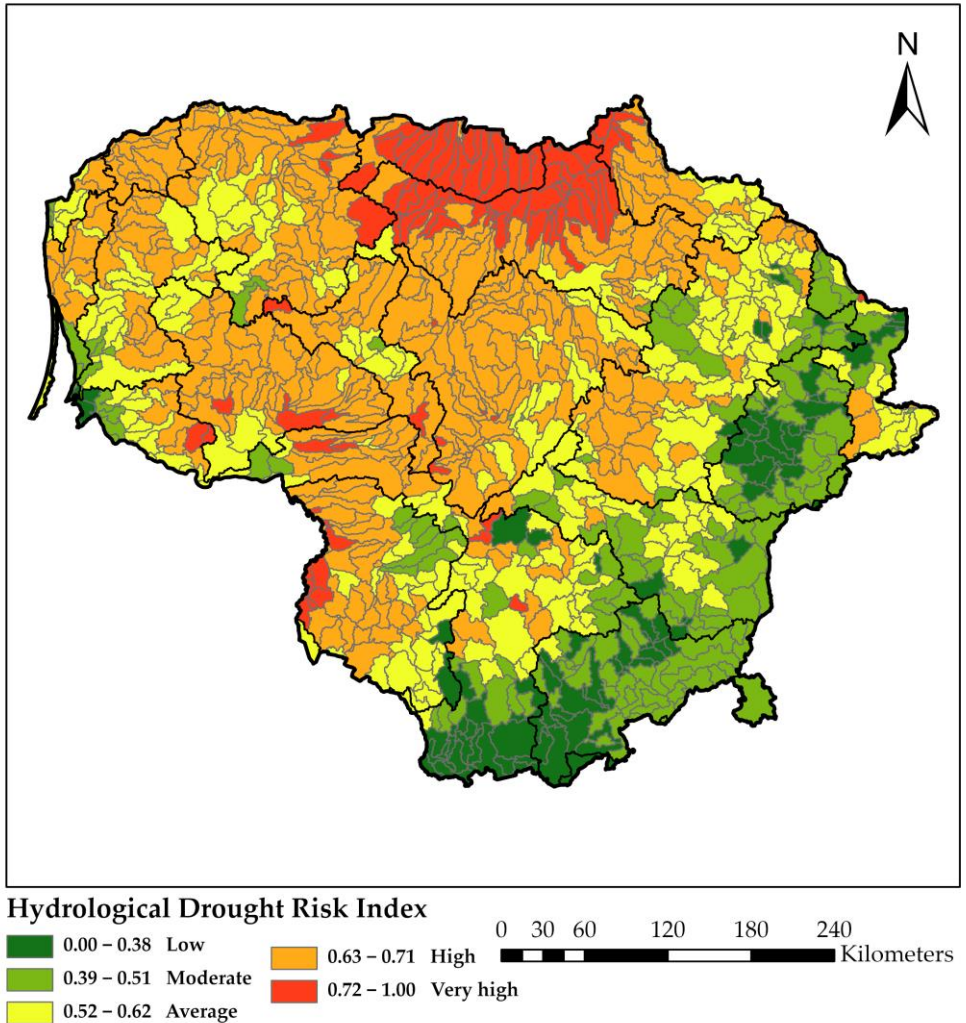 N
Hydrological Drought Risk Index
0.00 – 0.38 Low
0.39 – 0.51 Moderate
0.52 – 0.62 Average
0.63 – 0.71 High
0.72 – 1.00 Very high
0 30 60 120 180 240
Kilometers